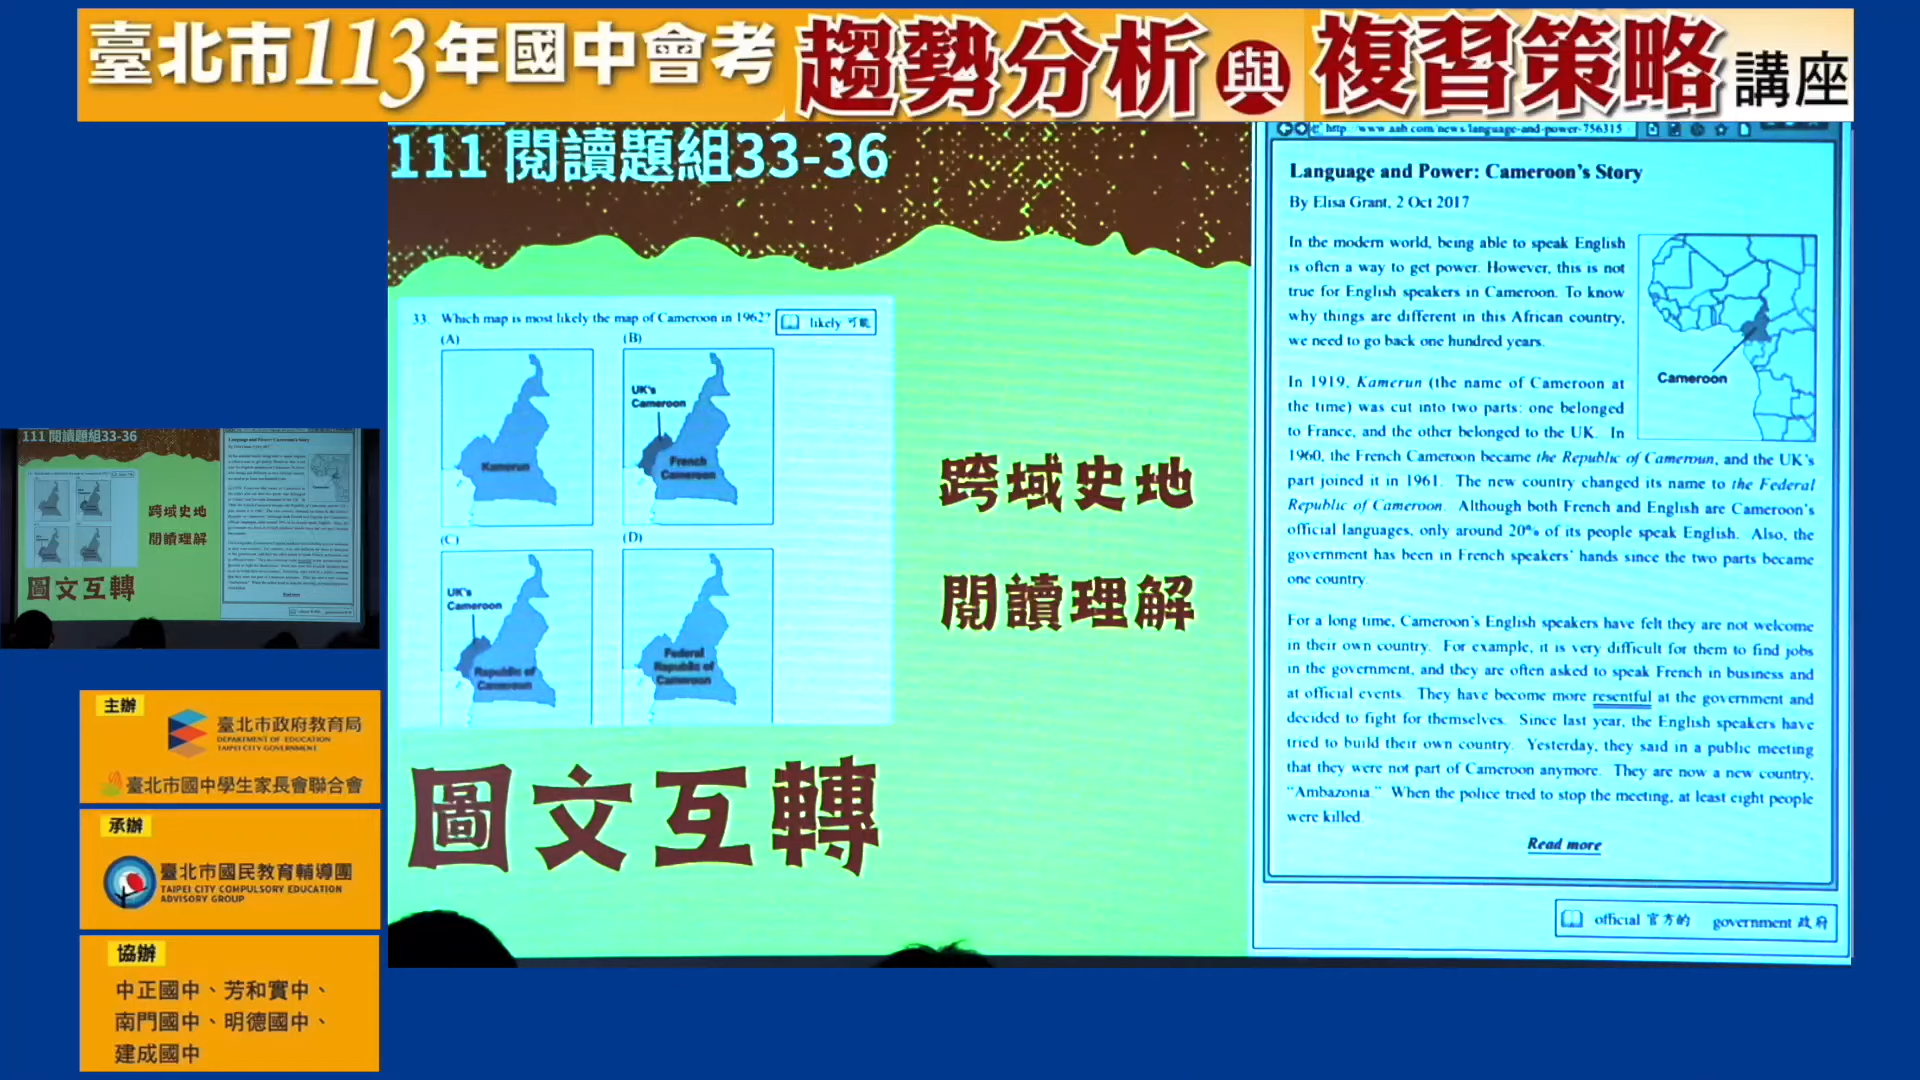 臺北市113年國中會考 趨勢分析與複習策略 講座
111 閱讀題組33-36
33. Which map is most likely the map of Cameroon in 1962?
likely 可能
(A)
(B)
Kamerun
UK's
Cameroon
French
Cameroon
(C)
(D)
UK's
Cameroon
Republic of
Cameroon
Federal
Republic of
Cameroon
跨域史地
閱讀理解
圖文互轉
http://www.aab.com/news/language-and-power-756315
Language and Power: Cameroon's Story
By Elisa Grant, 2 Oct 2017
In the modern world, being able to speak English
is often a way to get power. However, this is not
true for English speakers in Cameroon. To know
why things are different in this African country,
we need to go back one hundred years.
Cameroon
In 1919, Kamerun (the name of Cameroon at
the time) was cut into two parts: one belonged
to France, and the other belonged to the UK. In
1960, the French Cameroon became the Republic of Cameroun, and the UK's
part joined it in 1961. The new country changed its name to the Federal
Republic of Cameroon. Although both French and English are Cameroon's
official languages, only around 20% of its people speak English. Also, the
government has been in French speakers' hands since the two parts became
one country.
For a long time, Cameroon's English speakers have felt they are not welcome
in their own country. For example, it is very difficult for them to find jobs
in the government, and they are often asked to speak French in business and
at official events. They have become more resentful at the government and
decided to fight for themselves. Since last year, the English speakers have
tried to build their own country. Yesterday, they said in a public meeting
that they were not part of Cameroon anymore. They are now a new country,
"Ambazonia." When the police tried to stop the meeting, at least eight people
were killed.
Read more
official 官方的 government 政府
111 閱讀題組33-36
跨域史地
閱讀理解
圖文互轉
主辦
臺北市政府教育局
DEPARTMENT OF EDUCATION
TAIPEI CITY GOVERNMENT
臺北市國中學生家長會聯合會
承辦
臺北市國民教育輔導團
TAIPEI CITY COMPULSORY EDUCATION
ADVISORY GROUP
協辦
中正國中、芳和實中、
南門國中、明德國中、
建成國中